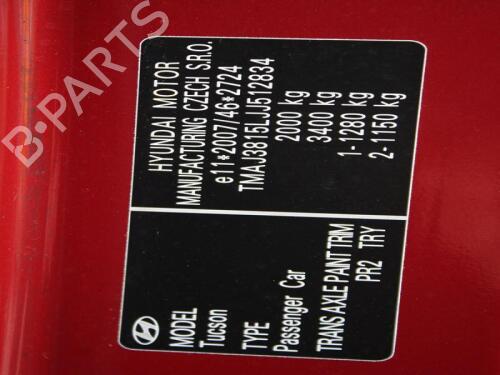 HYUNDAI MOTOR
MANUFACTURING CZECH S.R.O.
e11*2007/46*2724
TMAJ3815LJJ512834
2000 kg
3400 kg
1- 1280 kg
2- 1150 kg
MODEL
Tucson
TYPE
Passenger Car
TRANS AXLE PAINT TRIM
PR2 TRY